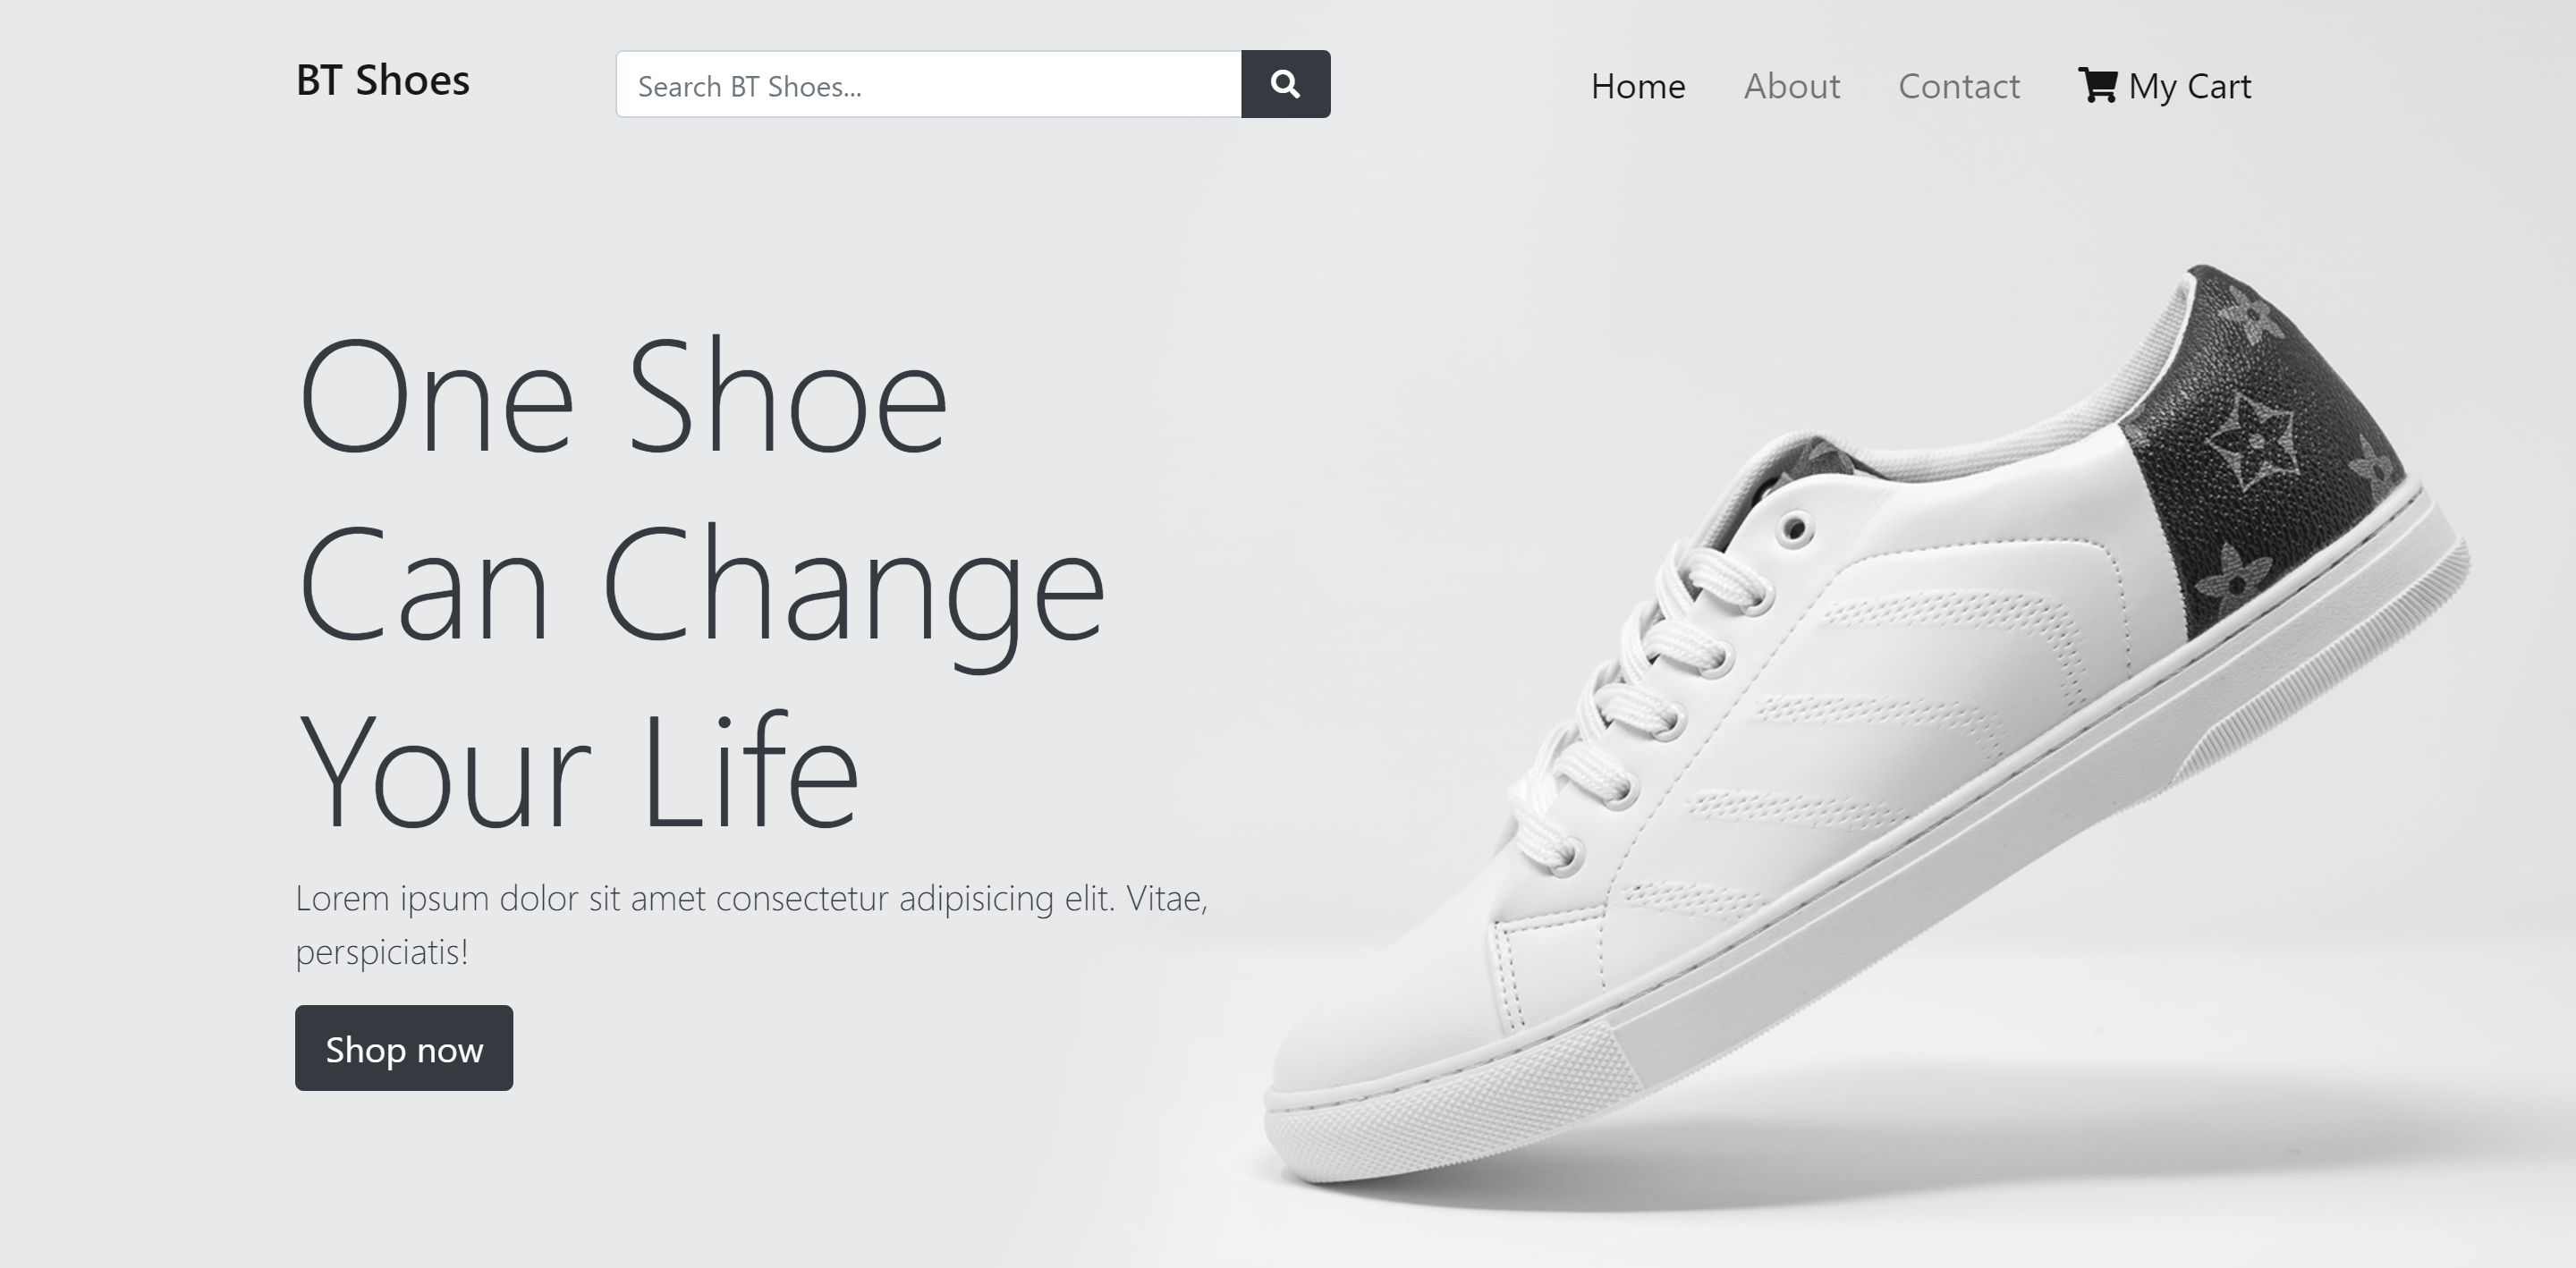 BT Shoes
Search BT Shoes...
Home About Contact My Cart
One Shoe
Can Change
Your Life
Lorem ipsum dolor sit amet consectetur adipisicing elit. Vitae,
perspiciatis!
Shop now